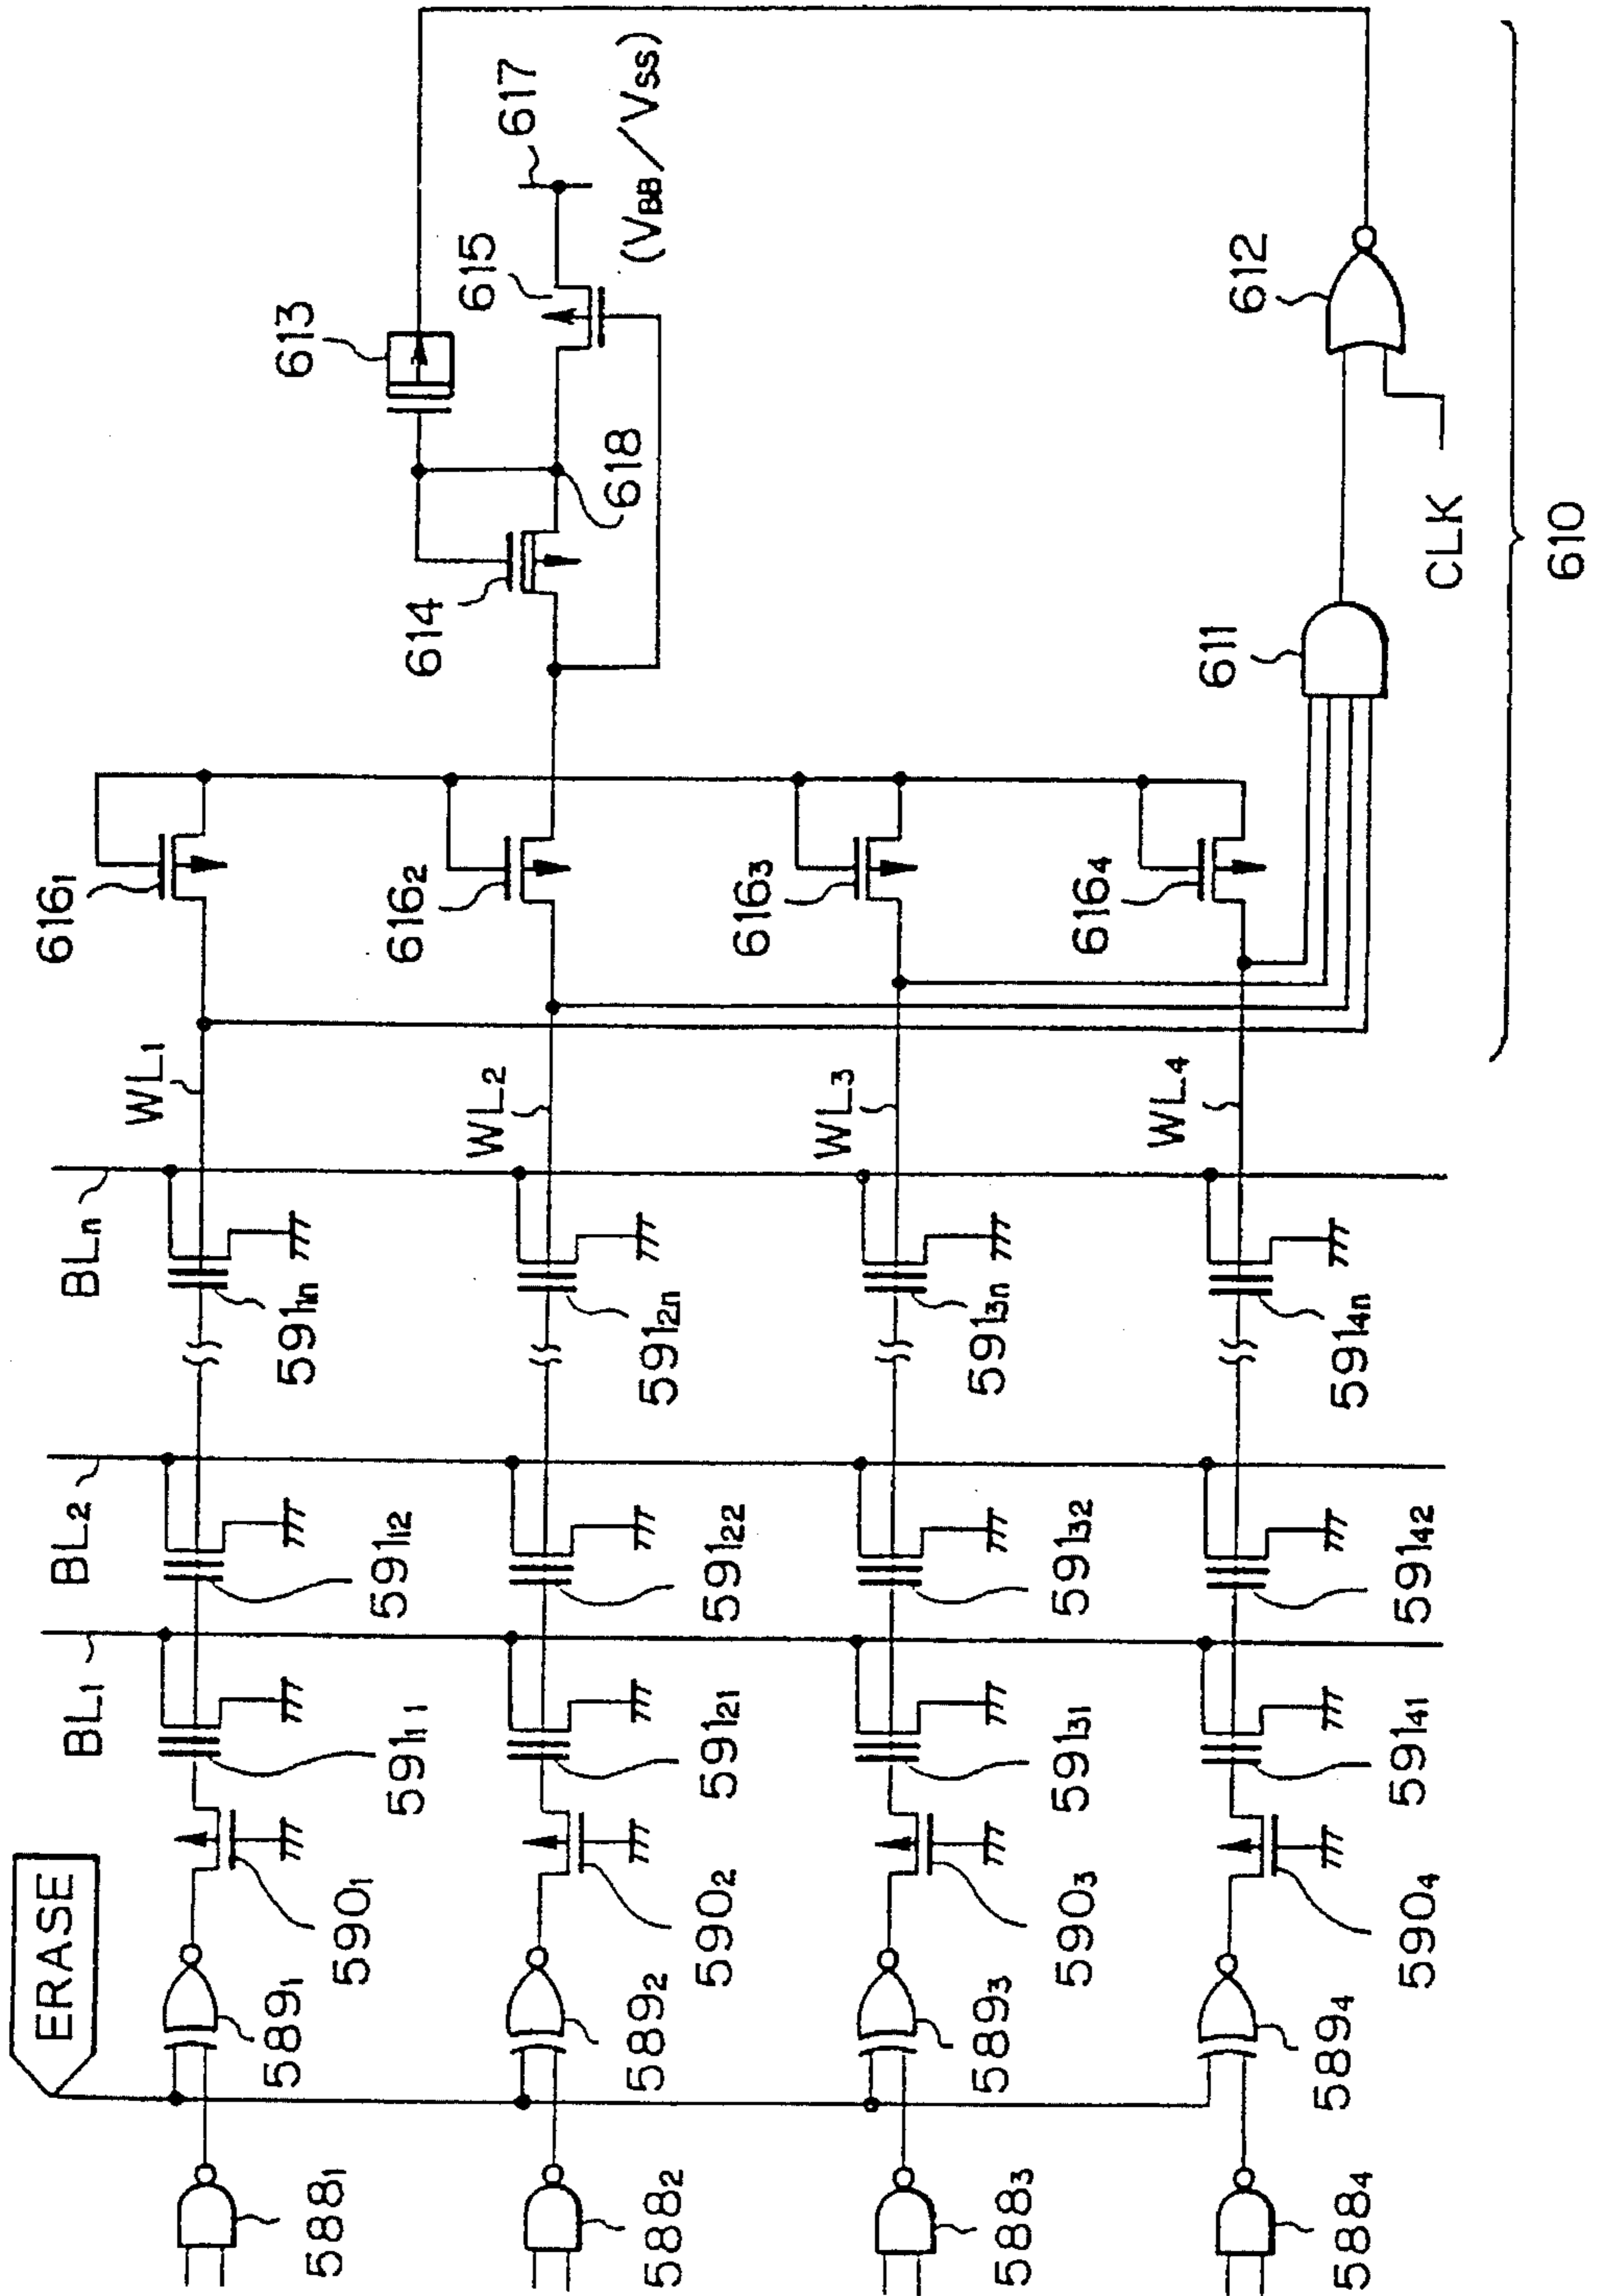 ERASE
588₁
589₁
590₁
BL₁
591₁₁
BL₂
591₁₂
BLn
591₁n
WL₁
616₁
588₂
589₂
590₂
591₂₁
591₂₂
591₂n
WL₂
616₂
588₃
589₃
590₃
591₃₁
591₃₂
591₃n
WL₃
616₃
588₄
589₄
590₄
591₄₁
591₄₂
591₄n
WL₄
616₄
613
614
615
617
618
(VBB/VSS)
611
612
CLK
610